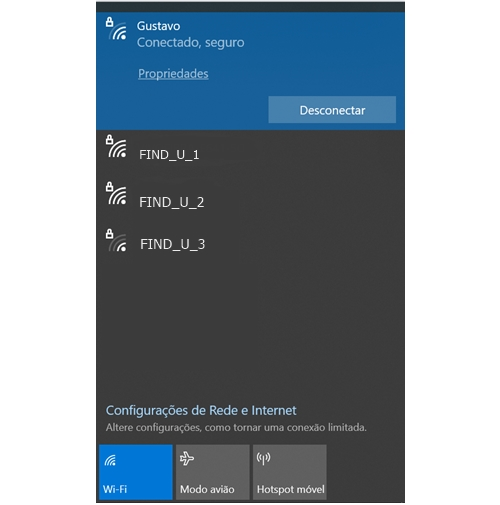 Gustavo
Conectado, seguro
Propriedades
Desconectar
FIND_U_1
FIND_U_2
FIND_U_3
Configurações de Rede e Internet
Altere configurações, como tornar uma conexão limitada.
Wi-Fi
Modo avião
Hotspot móvel